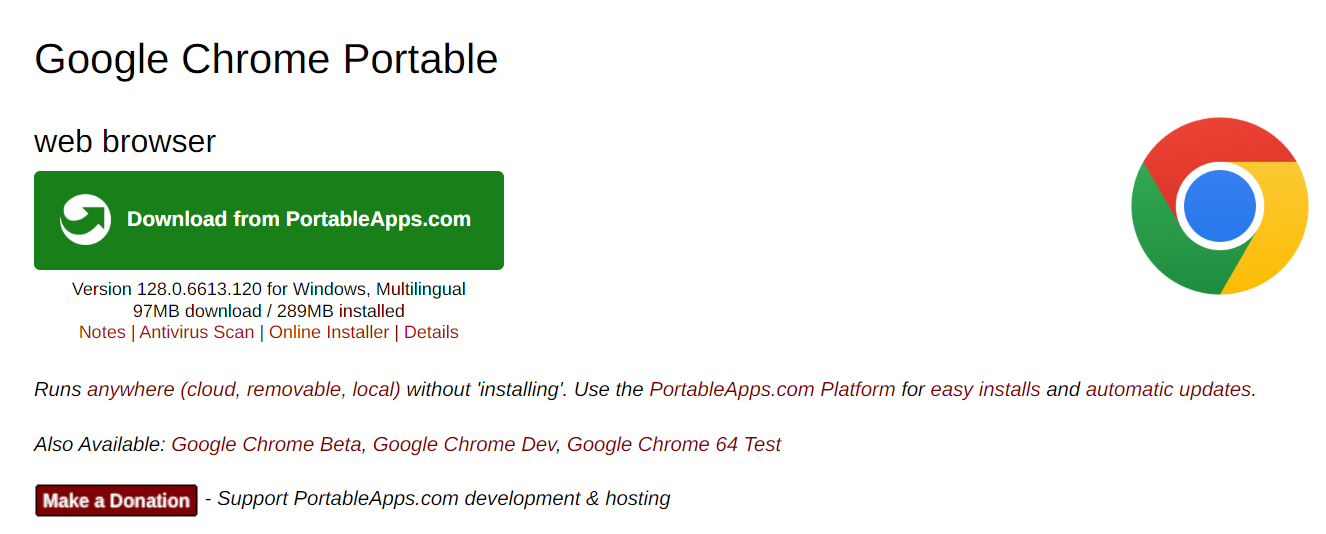 Google Chrome Portable
web browser
Download from PortableApps.com
Version 128.0.6613.120 for Windows, Multilingual
97MB download / 289MB installed
Notes | Antivirus Scan | Online Installer | Details
Runs anywhere (cloud, removable, local) without 'installing'. Use the PortableApps.com Platform for easy installs and automatic updates.
Also Available: Google Chrome Beta, Google Chrome Dev, Google Chrome 64 Test
Make a Donation - Support PortableApps.com development & hosting